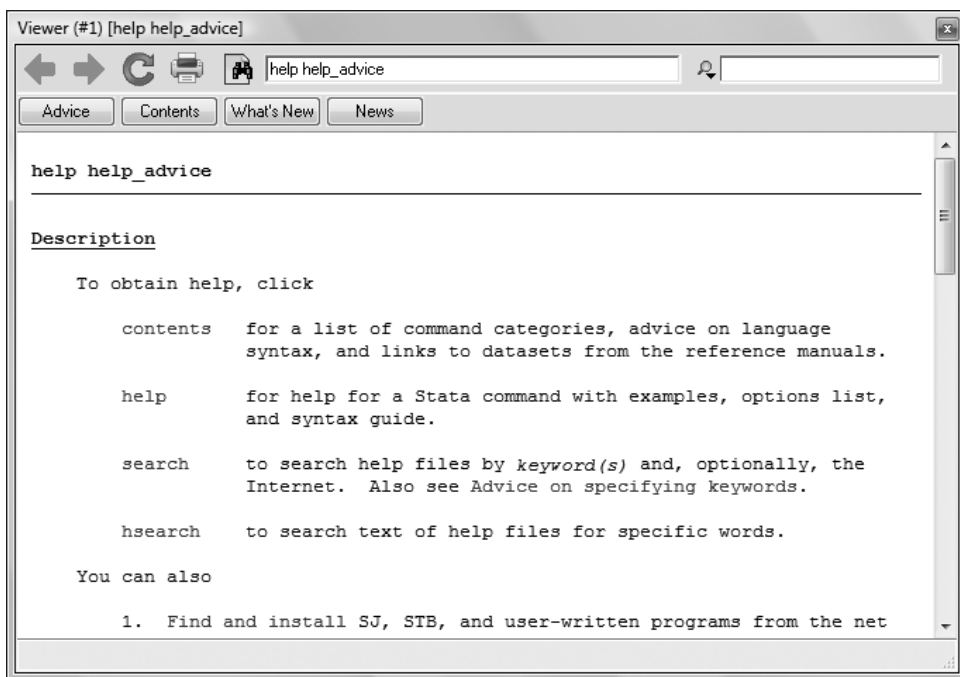 Viewer (#1) [help help_advice]
help help_advice
Advice Contents What's New News
help help_advice
Description
To obtain help, click
contents for a list of command categories, advice on language
syntax, and links to datasets from the reference manuals.
help for help for a Stata command with examples, options list,
and syntax guide.
search to search help files by keyword(s) and, optionally, the
Internet. Also see Advice on specifying keywords.
hsearch to search text of help files for specific words.
You can also
1. Find and install SJ, STB, and user-written programs from the net